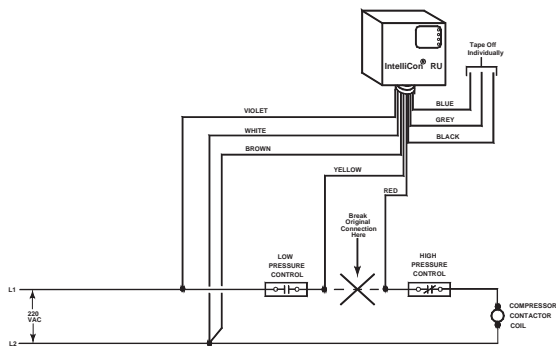 Tape Off
Individually
IntelliCon® RU
BLUE
VIOLET
GREY
WHITE
BLACK
BROWN
YELLOW
RED
Break
Original
Connection
Here
LOW
PRESSURE
CONTROL
HIGH
PRESSURE
CONTROL
L1
220
VAC
COMPRESSOR
CONTACTOR
COIL
L2